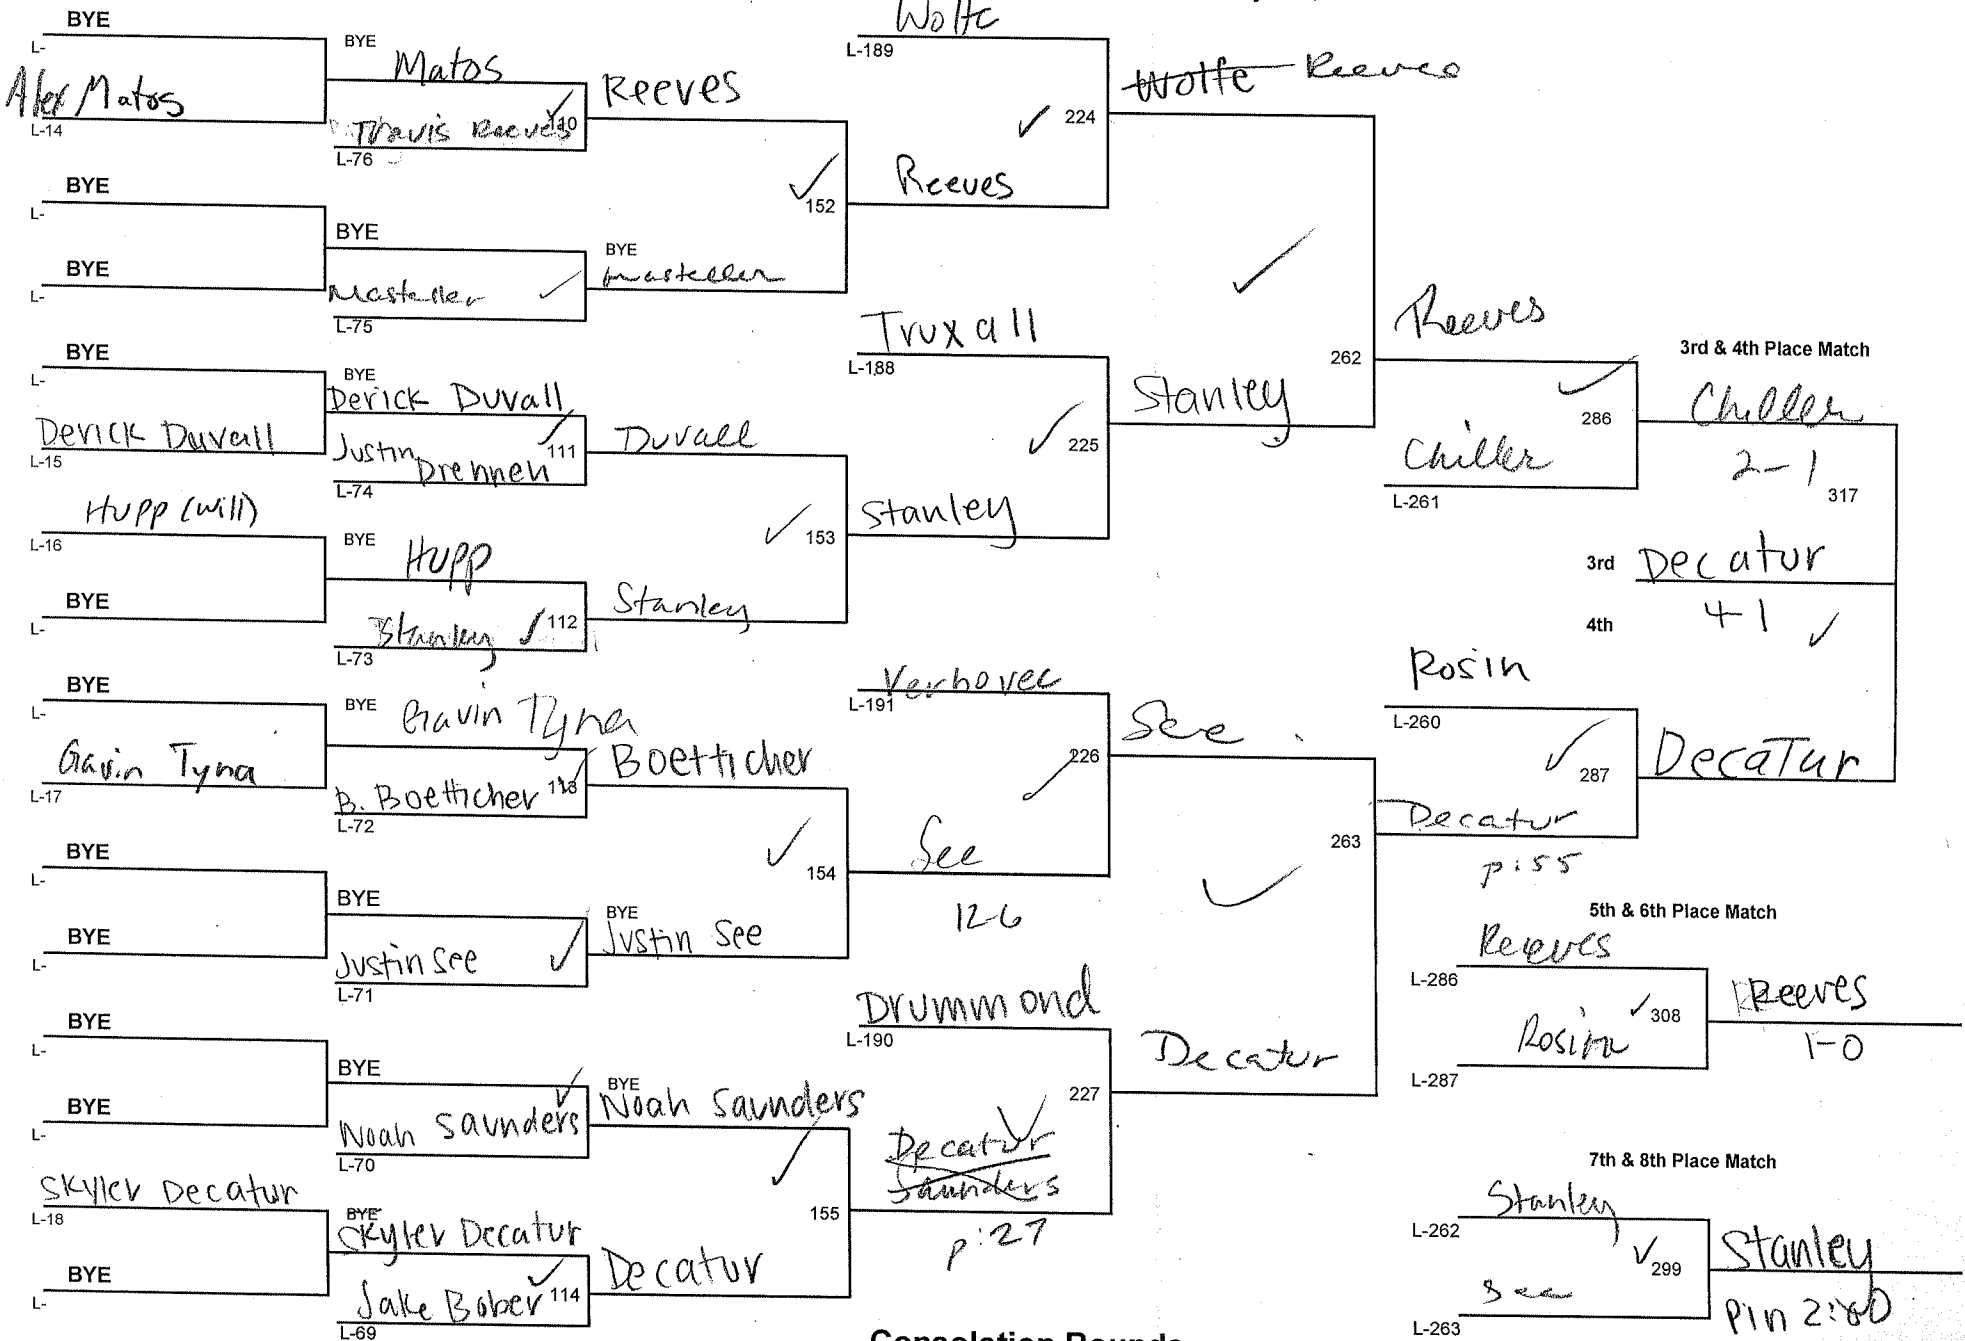 BYE
L-
Alex Matos
L-14
BYE
L-
BYE
L-
BYE
L-
Derick Duvall
L-15
Hupp (Will)
L-16
BYE
L-
BYE
L-
Gavin Tyna
L-17
BYE
L-
BYE
L-
BYE
L-
BYE
L-
Skyler Decatur
L-18
BYE
L-
BYE
Matos
Travis Reeves
110
L-76
BYE
Masteller
L-75
BYE
Derick Duvall
Justin Drennen
111
L-74
BYE
Hupp
Stanley
112
L-73
BYE
Gavin Tyna
B. Boetticher
113
L-72
BYE
Justin See
L-71
BYE
Noah Saunders
L-70
BYE
Skyler Decatur
Jake Bober
114
L-69
Reeves
152
BYE
Masteller
Duvall
153
Stanley
Boetticher
154
BYE
Justin See
BYE
Noah Saunders
155
Decatur
Wolfe
L-189
224
Reeves
Truxall
L-188
225
Stanley
Verhovec
L-191
226
See
12-6
Drummond
L-190
227
Decatur
Saunders
p:27
Wolfe Reeves
262
Stanley
See
263
Decatur
Reeves
286
Chiller
L-261
Rosin
L-260
287
Decatur
p:55
3rd & 4th Place Match
Chiller
2-1
317
3rd Decatur
4-1
4th
Decatur
5th & 6th Place Match
Reeves
L-286
308
Rosin
L-287
Reeves
1-0
7th & 8th Place Match
Stanley
L-262
299
See
L-263
Stanley
Consolation Rounds